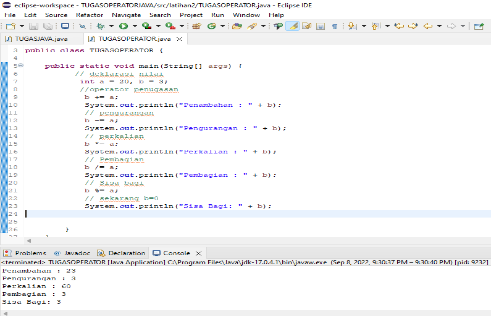 eclipse-workspace - TUGASOPERATORJAVA/src/latihan2/TUGASOPERATOR.java - Eclipse IDE
File Edit Source Refactor Navigate Search Project Run Window Help
TUGASJAVA.java TUGASOPERATOR.java
3 public class TUGASOPERATOR {
4
5 public static void main(String[] args) {
6 // deklarasi nilai
7 int a = 20, b = 3;
8 //operator penugasan
9 b += a;
10 System.out.println("Penambahan : " + b);
11 // pengurangan
12 b -= a;
13 System.out.println("Pengurangan : " + b);
14 // perkalian
15 b *= a;
16 System.out.println("Perkalian : " + b);
17 // Pembagian
18 b /= a;
19 System.out.println("Pembagian : " + b);
20 // Sisa bagi
21 b %= a;
22 // sekarang b=0
23 System.out.println("Sisa Bagi: " + b);
24
25
26 }
Problems Javadoc Declaration Console
<terminated> TUGASOPERATOR [Java Application] C:\Program Files\Java\jdk-17.0.4.1\bin\javaw.exe (Sep 8, 2022, 9:30:37 PM – 9:30:40 PM) [pid: 9232]
Penambahan : 23
Pengurangan : 3
Perkalian : 60
Pembagian : 3
Sisa Bagi: 3